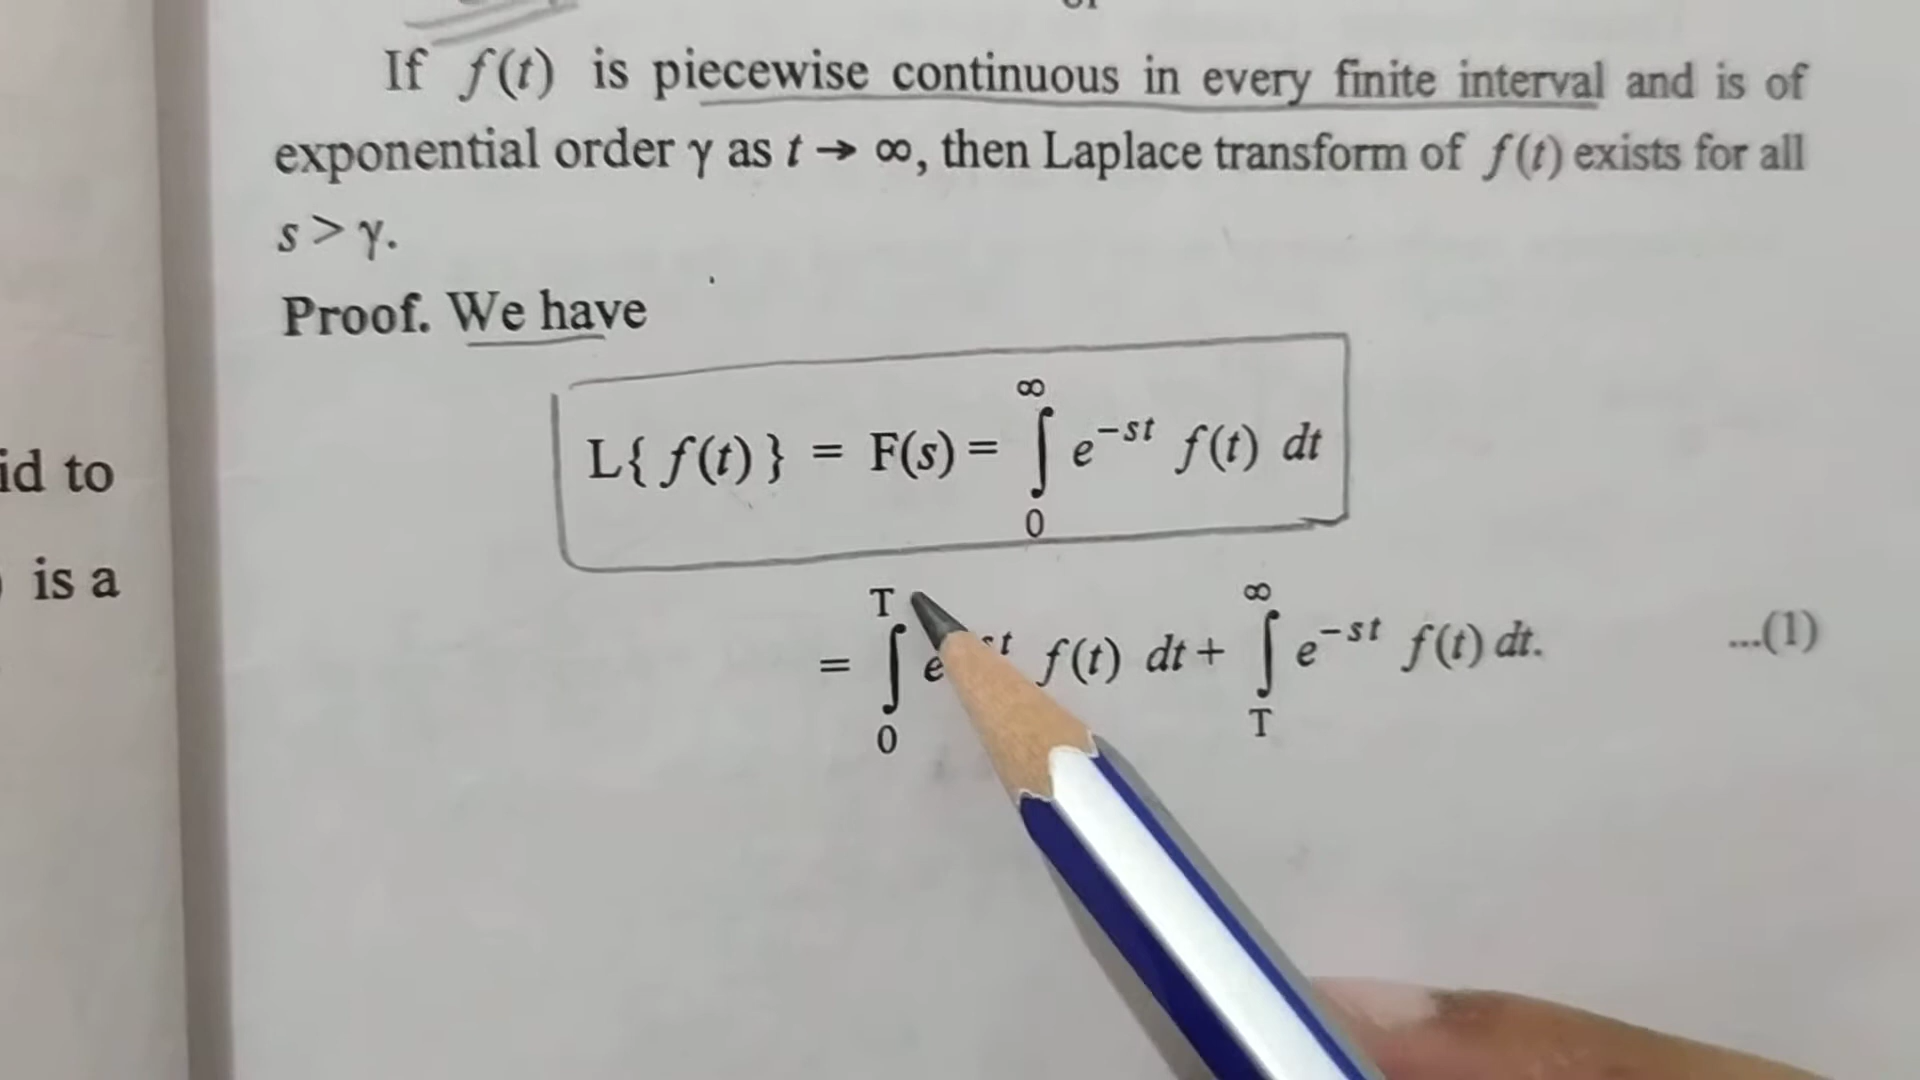 If f(t) is piecewise continuous in every finite interval and is of
exponential order γ as t → ∞, then Laplace transform of f(t) exists for all
s > γ.
Proof. We have
L{ f(t) } = F(s) = ∫₀^∞ e^{-st} f(t) dt
id to
= ∫₀^T e f(t) dt + ∫_T^∞ e^{-st} f(t) dt. ...(1)
is a